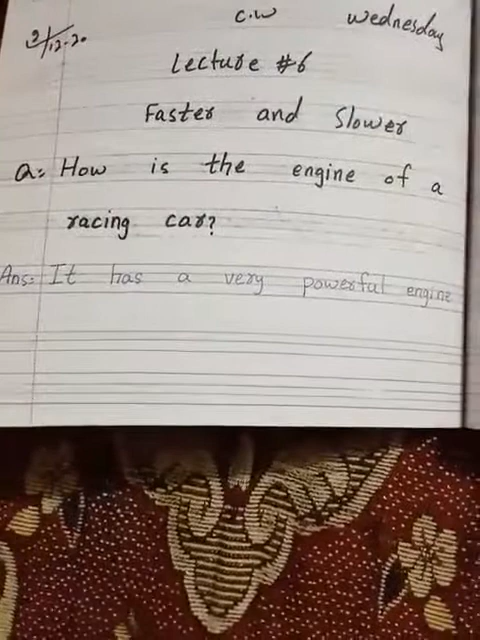 C.W Wednesday
2/12-20
Lecture #6
Faster and Slower
Q: How is the engine of a
racing car?
Ans: It has a very powerful engine